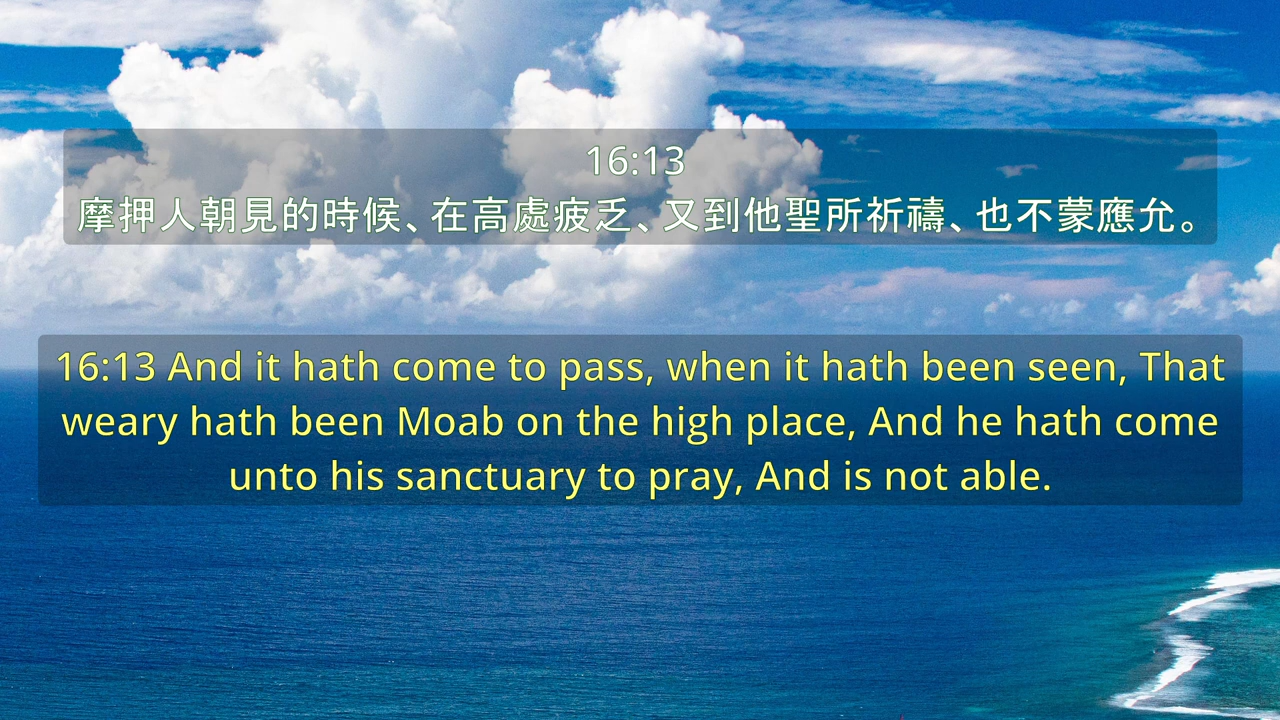 16:13
摩押人朝見的時候、在高處疲乏、又到他聖所祈禱、也不蒙應允。
16:13 And it hath come to pass, when it hath been seen, That
weary hath been Moab on the high place, And he hath come
unto his sanctuary to pray, And is not able.